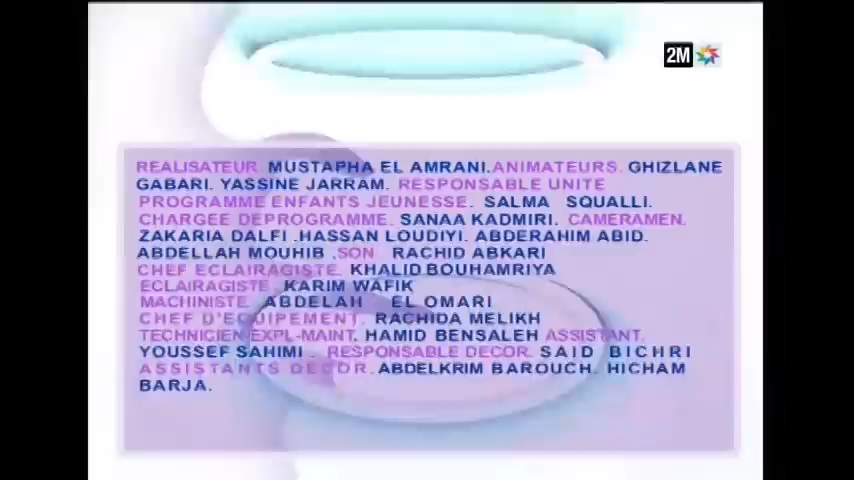 2M
REALISATEUR MUSTAPHA EL AMRANI.ANIMATEURS. GHIZLANE
GABARI. YASSINE JARRAM. RESPONSABLE UNITE
PROGRAMME ENFANTS JEUNESSE. SALMA SQUALLI.
CHARGEE DEPROGRAMME. SANAA KADMIRI. CAMERAMEN.
ZAKARIA DALFI .HASSAN LOUDIYI. ABDERAHIM ABID.
ABDELLAH MOUHIB .SON RACHID ABKARI
CHEF ECLAIRAGISTE. KHALID BOUHAMRIYA
ECLAIRAGISTE. KARIM WAFIK
MACHINISTE. ABDELAH EL OMARI
CHEF D'EQUIPEMENT. RACHIDA MELIKH
TECHNICIEN EXPL-MAINT. HAMID BENSALEH ASSISTANT.
YOUSSEF SAHIMI . RESPONSABLE DECOR. SAID BICHRI
ASSISTANTS DECOR. ABDELKRIM BAROUCH. HICHAM
BARJA.